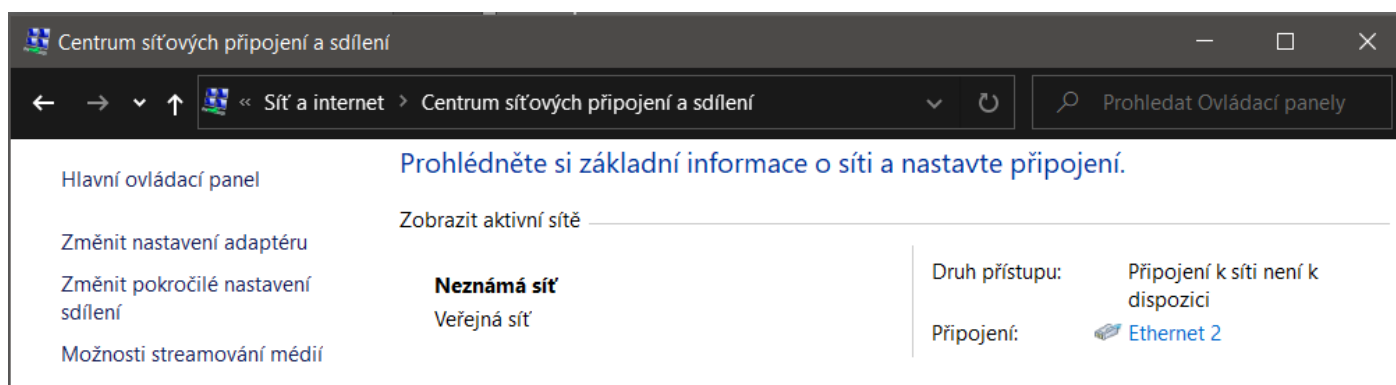 Centrum síťových připojení a sdílení
« Síť a internet > Centrum síťových připojení a sdílení
Prohledat Ovládací panely
Hlavní ovládací panel
Změnit nastavení adaptéru
Změnit pokročilé nastavení
sdílení
Možnosti streamování médií
Prohlédněte si základní informace o síti a nastavte připojení.
Zobrazit aktivní sítě
Neznámá síť
Veřejná síť
Druh přístupu: Připojení k síti není k
dispozici
Připojení: Ethernet 2